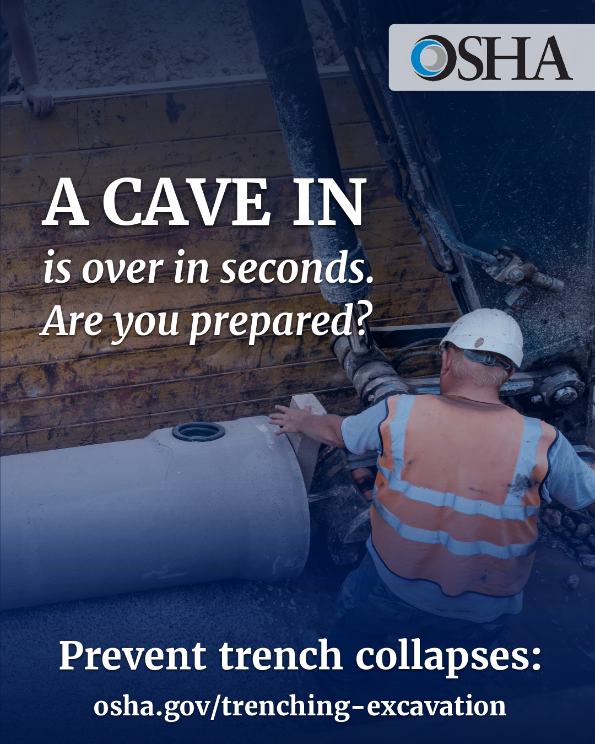 OSHA
A CAVE IN
is over in seconds.
Are you prepared?
Prevent trench collapses:
osha.gov/trenching-excavation